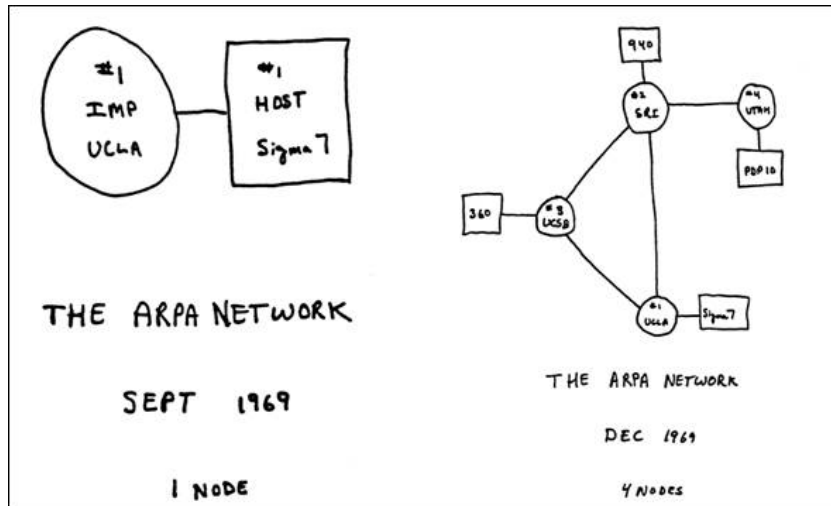 #1
IMP
UCLA
#1
HOST
Sigma 7
THE ARPA NETWORK
SEPT 1969
1 NODE
940
#2
SRI
#4
UTAH
PDP 10
360
#3
UCSB
#1
UCLA
Sigma 7
THE ARPA NETWORK
DEC 1969
4 NODES